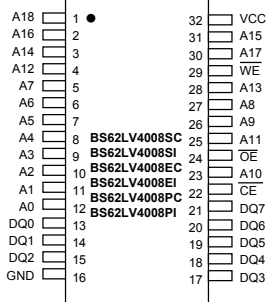 A18 1 32 VCC
A16 2 31 A15
A14 3 30 A17
A12 4 29 WE
A7 5 28 A13
A6 6 27 A8
A5 7 26 A9
A4 8 BS62LV4008SC 25 A11
A3 9 BS62LV4008SI 24 OE
A2 10 BS62LV4008EC 23 A10
A1 11 BS62LV4008EI 22 CE
A0 12 BS62LV4008PC 21 DQ7
DQ0 13 BS62LV4008PI 20 DQ6
DQ1 14 19 DQ5
DQ2 15 18 DQ4
GND 16 17 DQ3